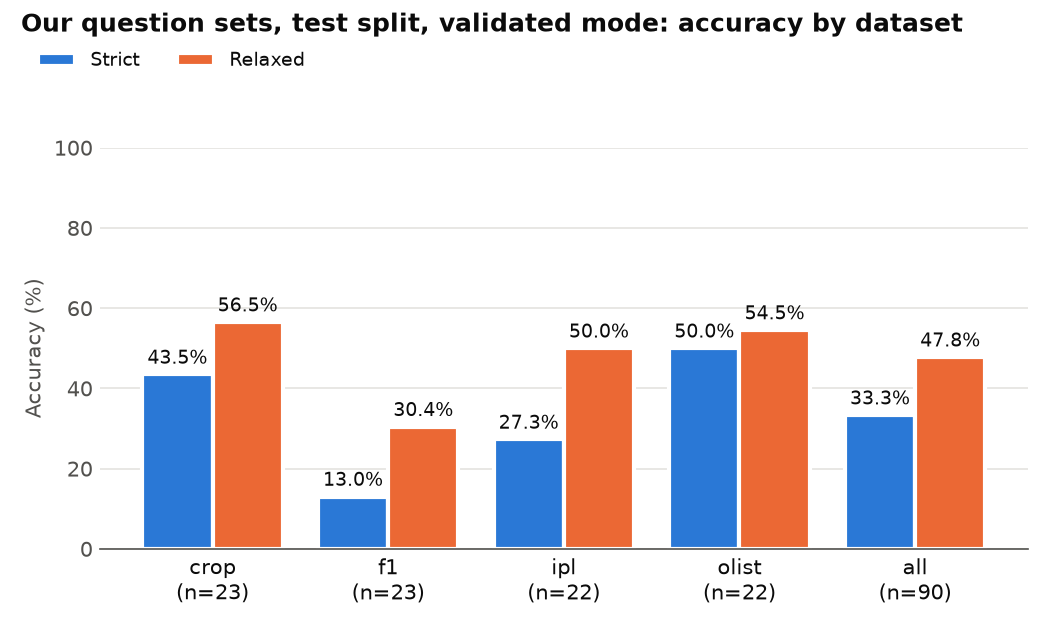 Our question sets, test split, validated mode: accuracy by dataset
Strict Relaxed
Accuracy (%)
100
80
60
40
20
0
43.5% 56.5%
13.0% 30.4%
27.3% 50.0%
50.0% 54.5%
33.3% 47.8%
crop f1 ipl olist all
(n=23) (n=23) (n=22) (n=22) (n=90)